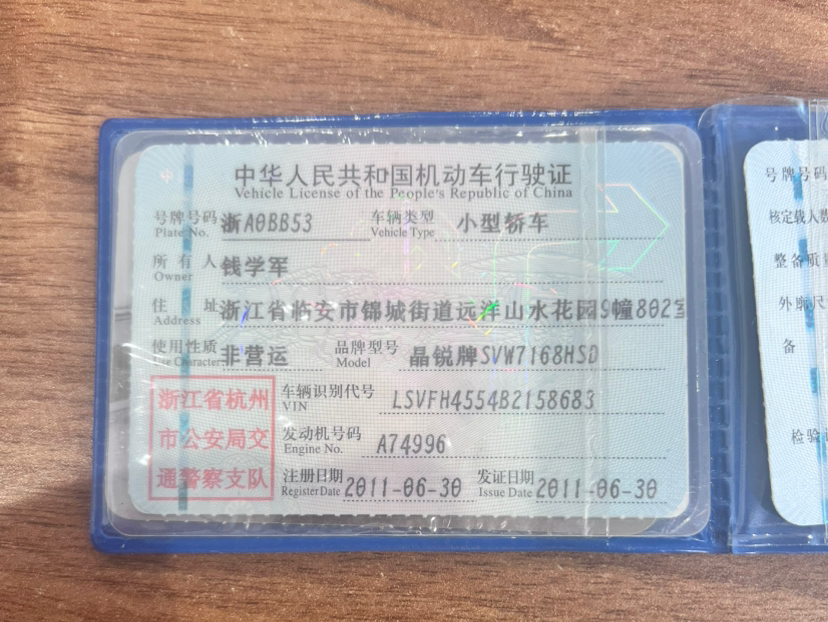 中华人民共和国机动车行驶证
Vehicle License of the People's Republic of China
号牌号码 浙A0BB53 车辆类型 小型轿车
Plate No. Vehicle Type
所有人 钱学军
Owner
住址 浙江省临安市锦城街道远洋山水花园9幢802室
Address
使用性质 非营运 品牌型号 晶锐牌SVW7168HSD
Use Character Model
浙江省杭州
市公安局交
通警察支队
车辆识别代号 LSVFH4554B2158683
VIN
发动机号码 A74996
Engine No.
注册日期 2011-06-30 发证日期 2011-06-30
Register Date Issue Date
号牌号码
核定载人数
整备质量
外廓尺
备
检验